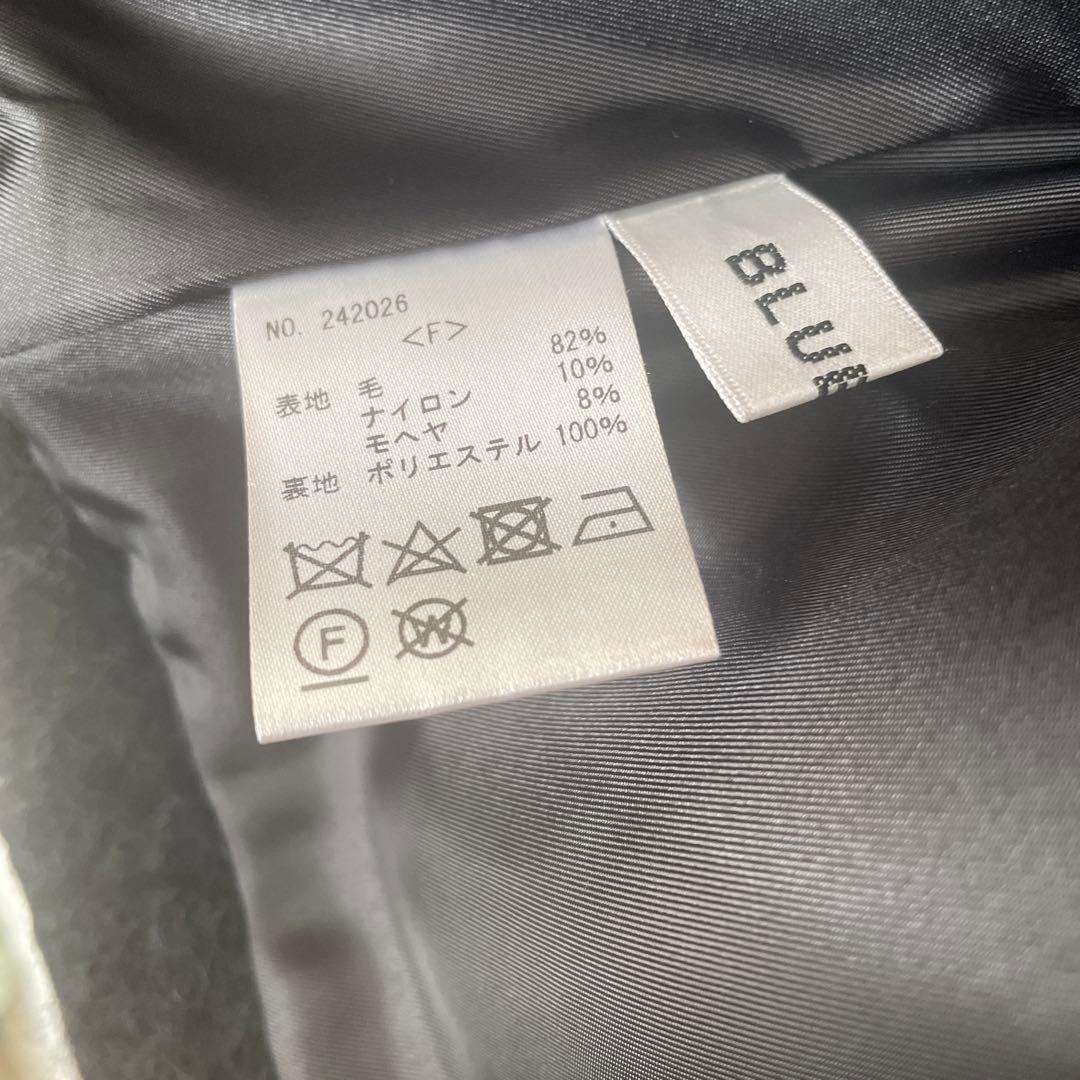 NO. 242026
<F>
表地 毛 82%
ナイロン 10%
モヘヤ 8%
裏地 ポリエステル 100%
F
W
BLUE